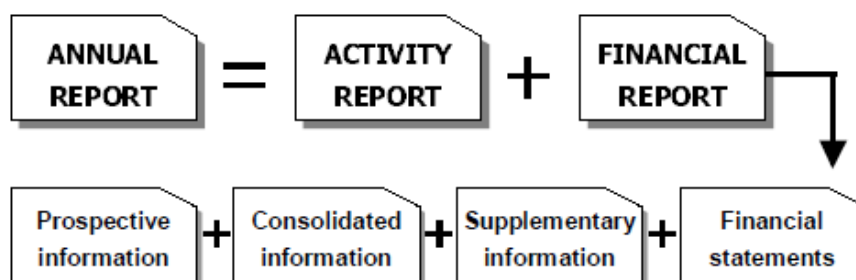 ANNUAL
REPORT
=
ACTIVITY
REPORT
+
FINANCIAL
REPORT
Prospective
information
+
Consolidated
information
+
Supplementary
information
+
Financial
statements